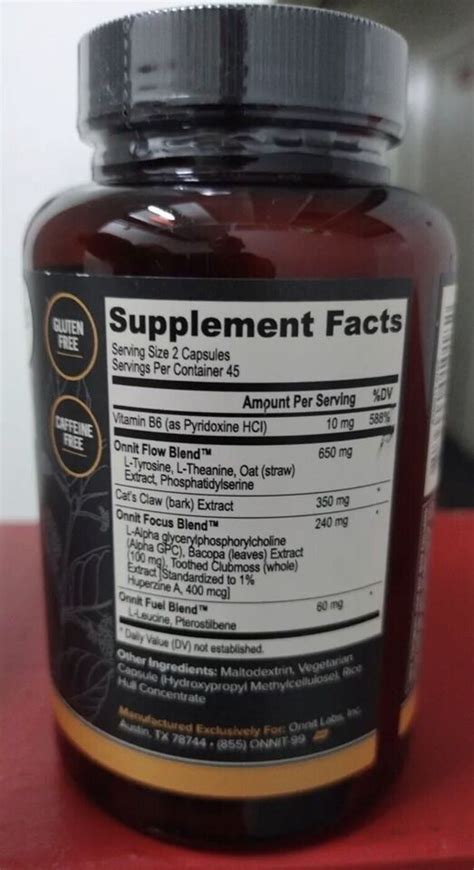 GLUTEN
FREE
CAFFEINE
FREE
Supplement Facts
Serving Size 2 Capsules
Servings Per Container 45
Amount Per Serving %DV
Vitamin B6 (as Pyridoxine HCI) 10 mg 588%
Onnit Flow Blend™ 650 mg *
L-Tyrosine, L-Theanine, Oat (straw)
Extract, Phosphatidylserine
Cat's Claw (bark) Extract 350 mg *
Onnit Focus Blend™ 240 mg *
L-Alpha glycerylphosphorylcholine
(Alpha GPC), Bacopa (leaves) Extract
(100 mg), Toothed Clubmoss (whole)
Extract [Standardized to 1%
Huperzine A, 400 mcg]
Onnit Fuel Blend™ 60 mg *
L-Leucine, Pterostilbene
* Daily Value (DV) not established.
Other Ingredients: Maltodextrin, Vegetarian
Capsule (Hydroxypropyl Methylcellulose), Rice
Hull Concentrate
Manufactured Exclusively For: Onnit Labs, Inc.
Austin, TX 78744 • (855) ONNIT-99